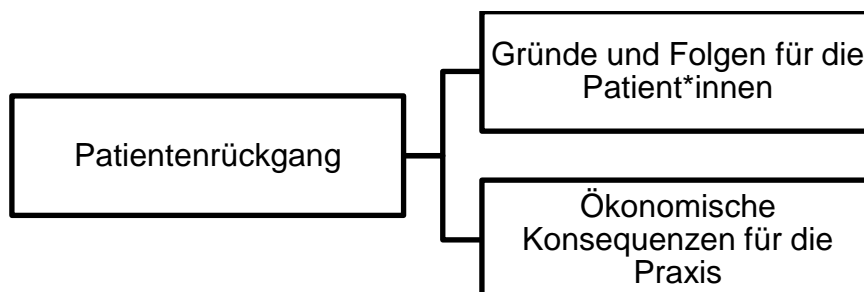 Patientenrückgang
Gründe und Folgen für die
Patient*innen
Ökonomische
Konsequenzen für die
Praxis